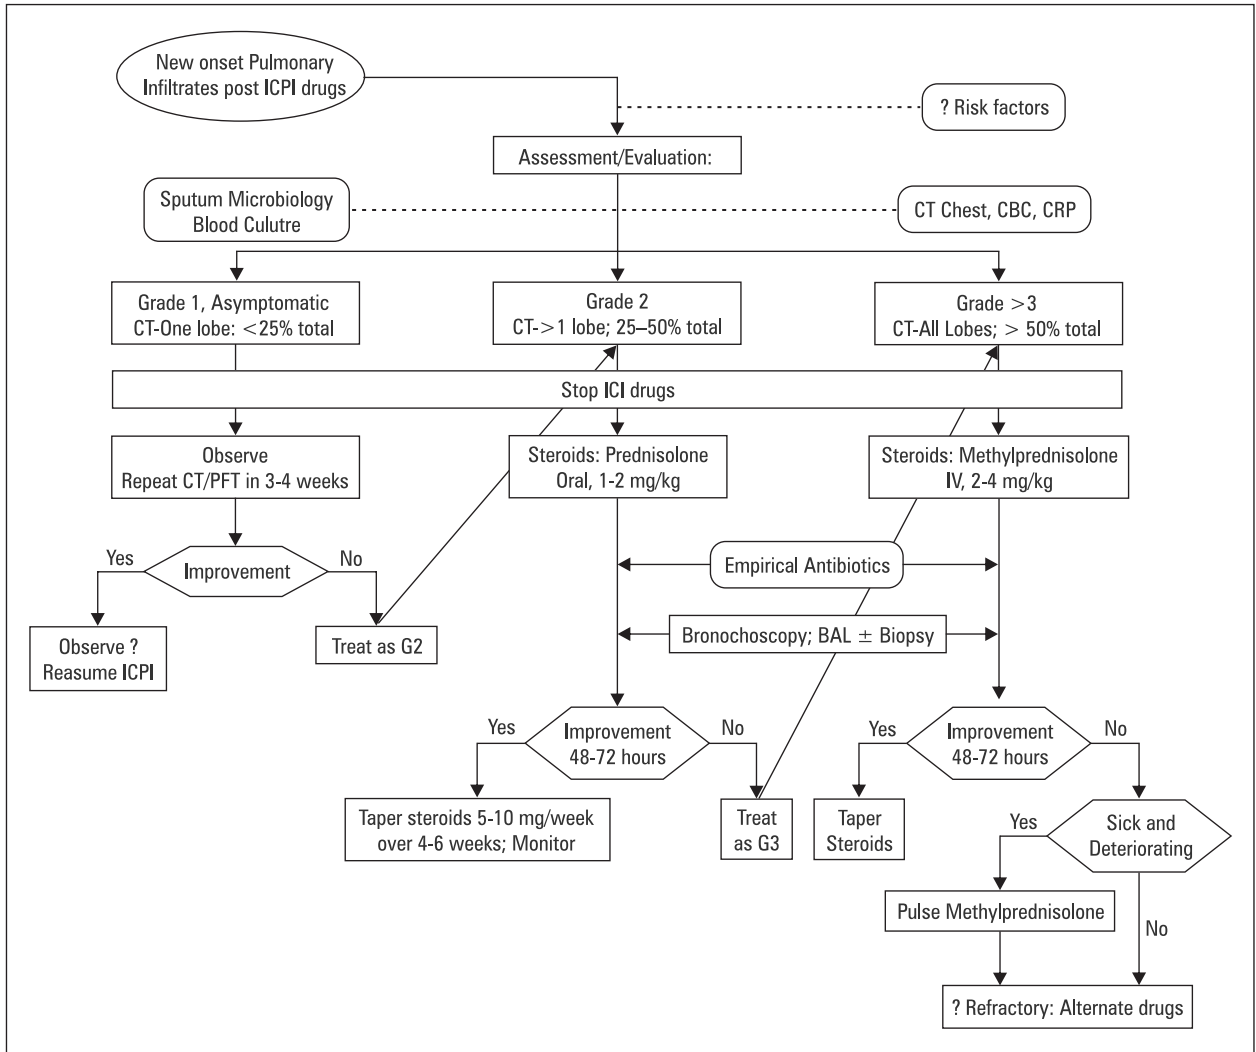 New onset Pulmonary
Infiltrates post ICPI drugs
? Risk factors
Assessment/Evaluation:
Sputum Microbiology
Blood Culutre
CT Chest, CBC, CRP
Grade 1, Asymptomatic
CT-One lobe: <25% total
Grade 2
CT->1 lobe; 25–50% total
Grade >3
CT-All Lobes; > 50% total
Stop ICI drugs
Observe
Repeat CT/PFT in 3-4 weeks
Steroids: Prednisolone
Oral, 1-2 mg/kg
Steroids: Methylprednisolone
IV, 2-4 mg/kg
Yes
Improvement
No
Empirical Antibiotics
Observe ?
Reasume ICPI
Treat as G2
Bronochoscopy; BAL ± Biopsy
Yes
Improvement
48-72 hours
No
Yes
Improvement
48-72 hours
No
Taper steroids 5-10 mg/week
over 4-6 weeks; Monitor
Treat
as G3
Taper
Steroids
Yes
Sick and
Deteriorating
Pulse Methylprednisolone
No
? Refractory: Alternate drugs